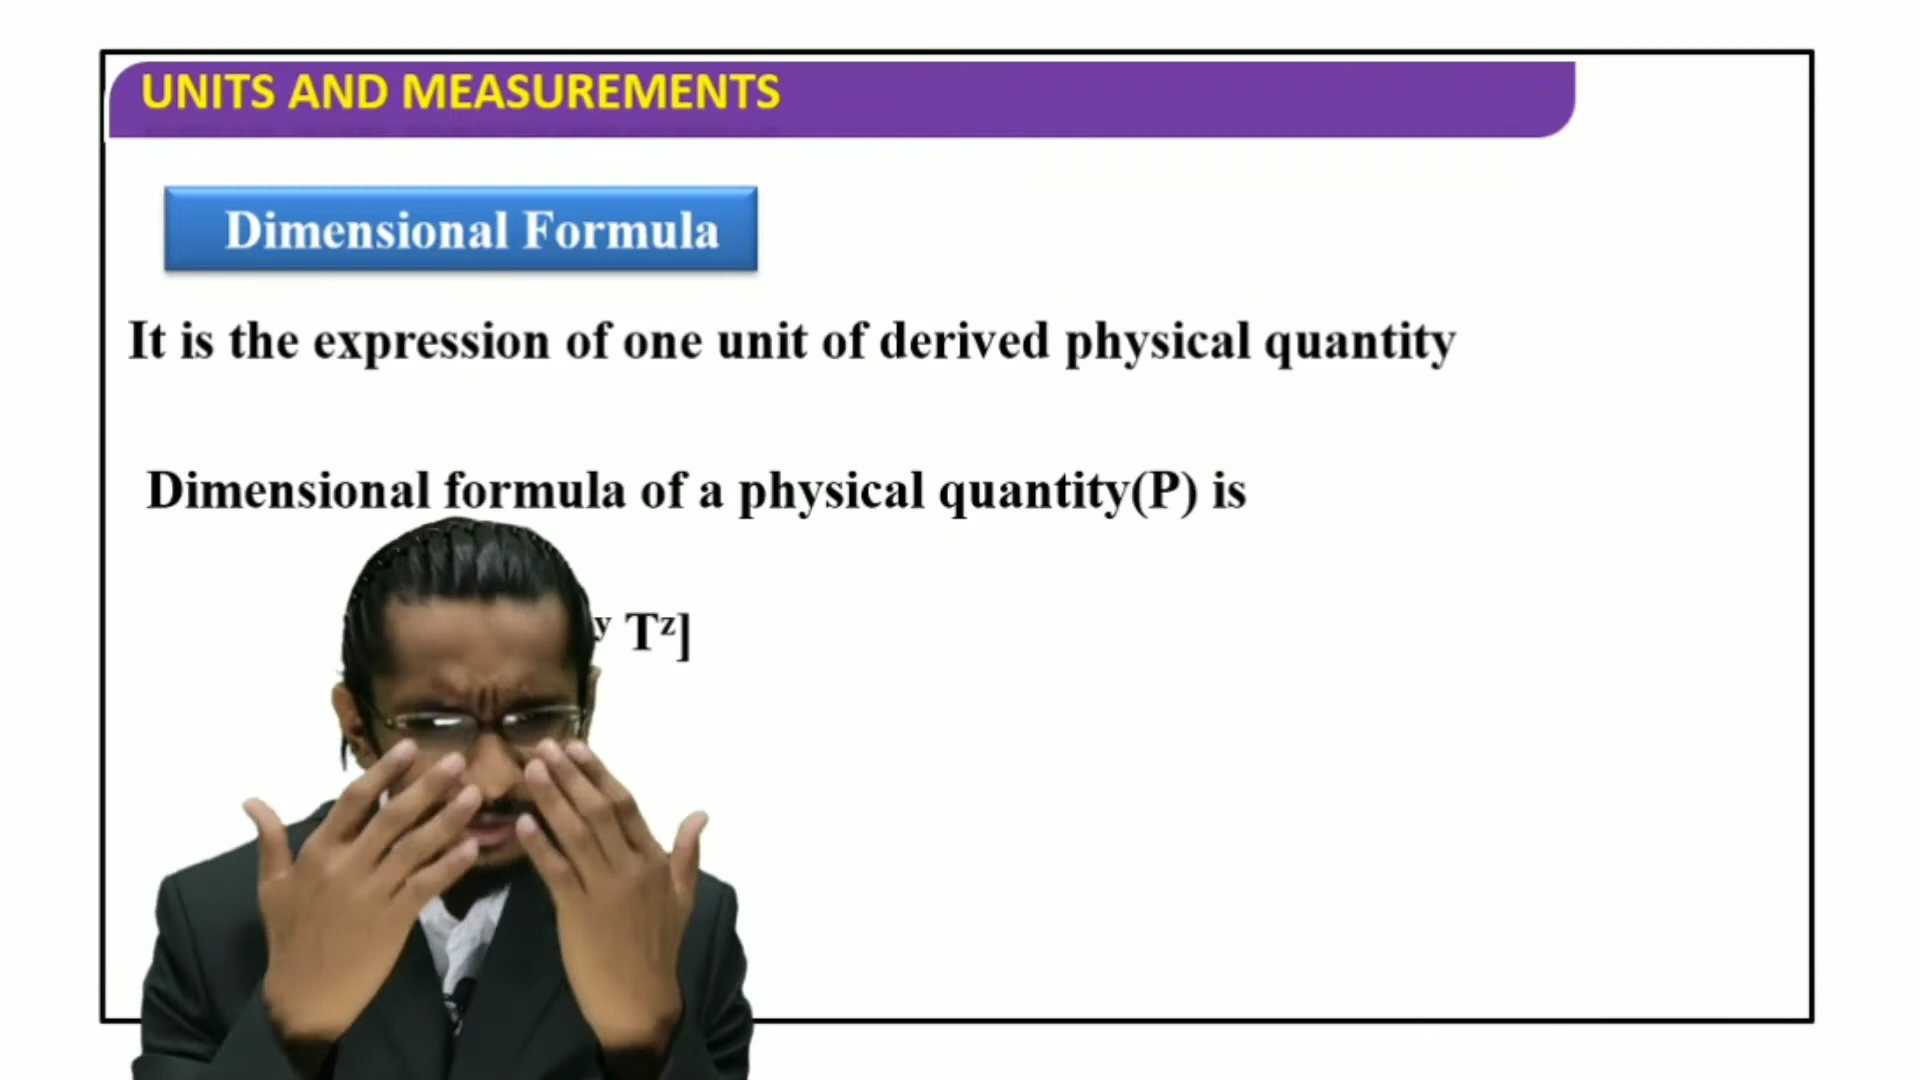 UNITS AND MEASUREMENTS
Dimensional Formula
It is the expression of one unit of derived physical quantity
Dimensional formula of a physical quantity(P) is
ʸ Tᶻ]